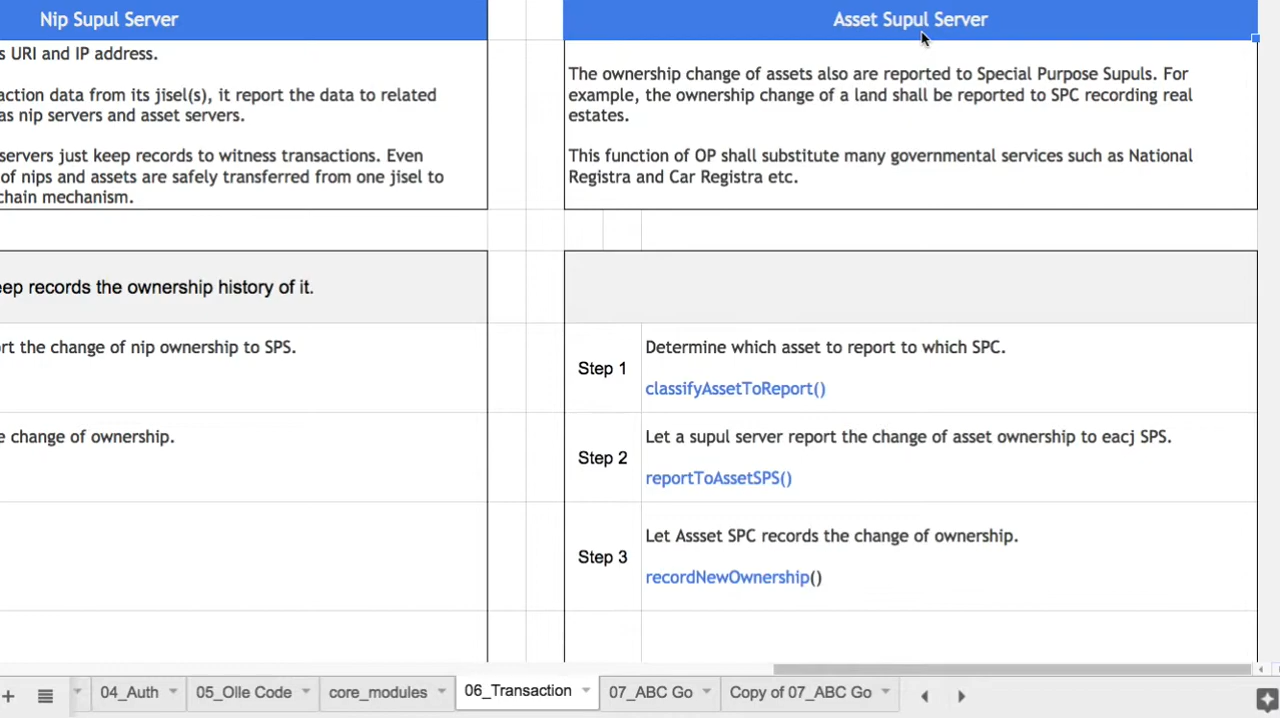 Nip Supul Server
Asset Supul Server
s URI and IP address.
action data from its jisel(s), it report the data to related
as nip servers and asset servers.
servers just keep records to witness transactions. Even
of nips and assets are safely transferred from one jisel to
chain mechanism.
The ownership change of assets also are reported to Special Purpose Supuls. For
example, the ownership change of a land shall be reported to SPC recording real
estates.
This function of OP shall substitute many governmental services such as National
Registra and Car Registra etc.
eep records the ownership history of it.
rt the change of nip ownership to SPS.
e change of ownership.
Step 1
Determine which asset to report to which SPC.
classifyAssetToReport()
Step 2
Let a supul server report the change of asset ownership to eacj SPS.
reportToAssetSPS()
Step 3
Let Assset SPC records the change of ownership.
recordNewOwnership()
04_Auth
05_Olle Code
core_modules
06_Transaction
07_ABC Go
Copy of 07_ABC Go